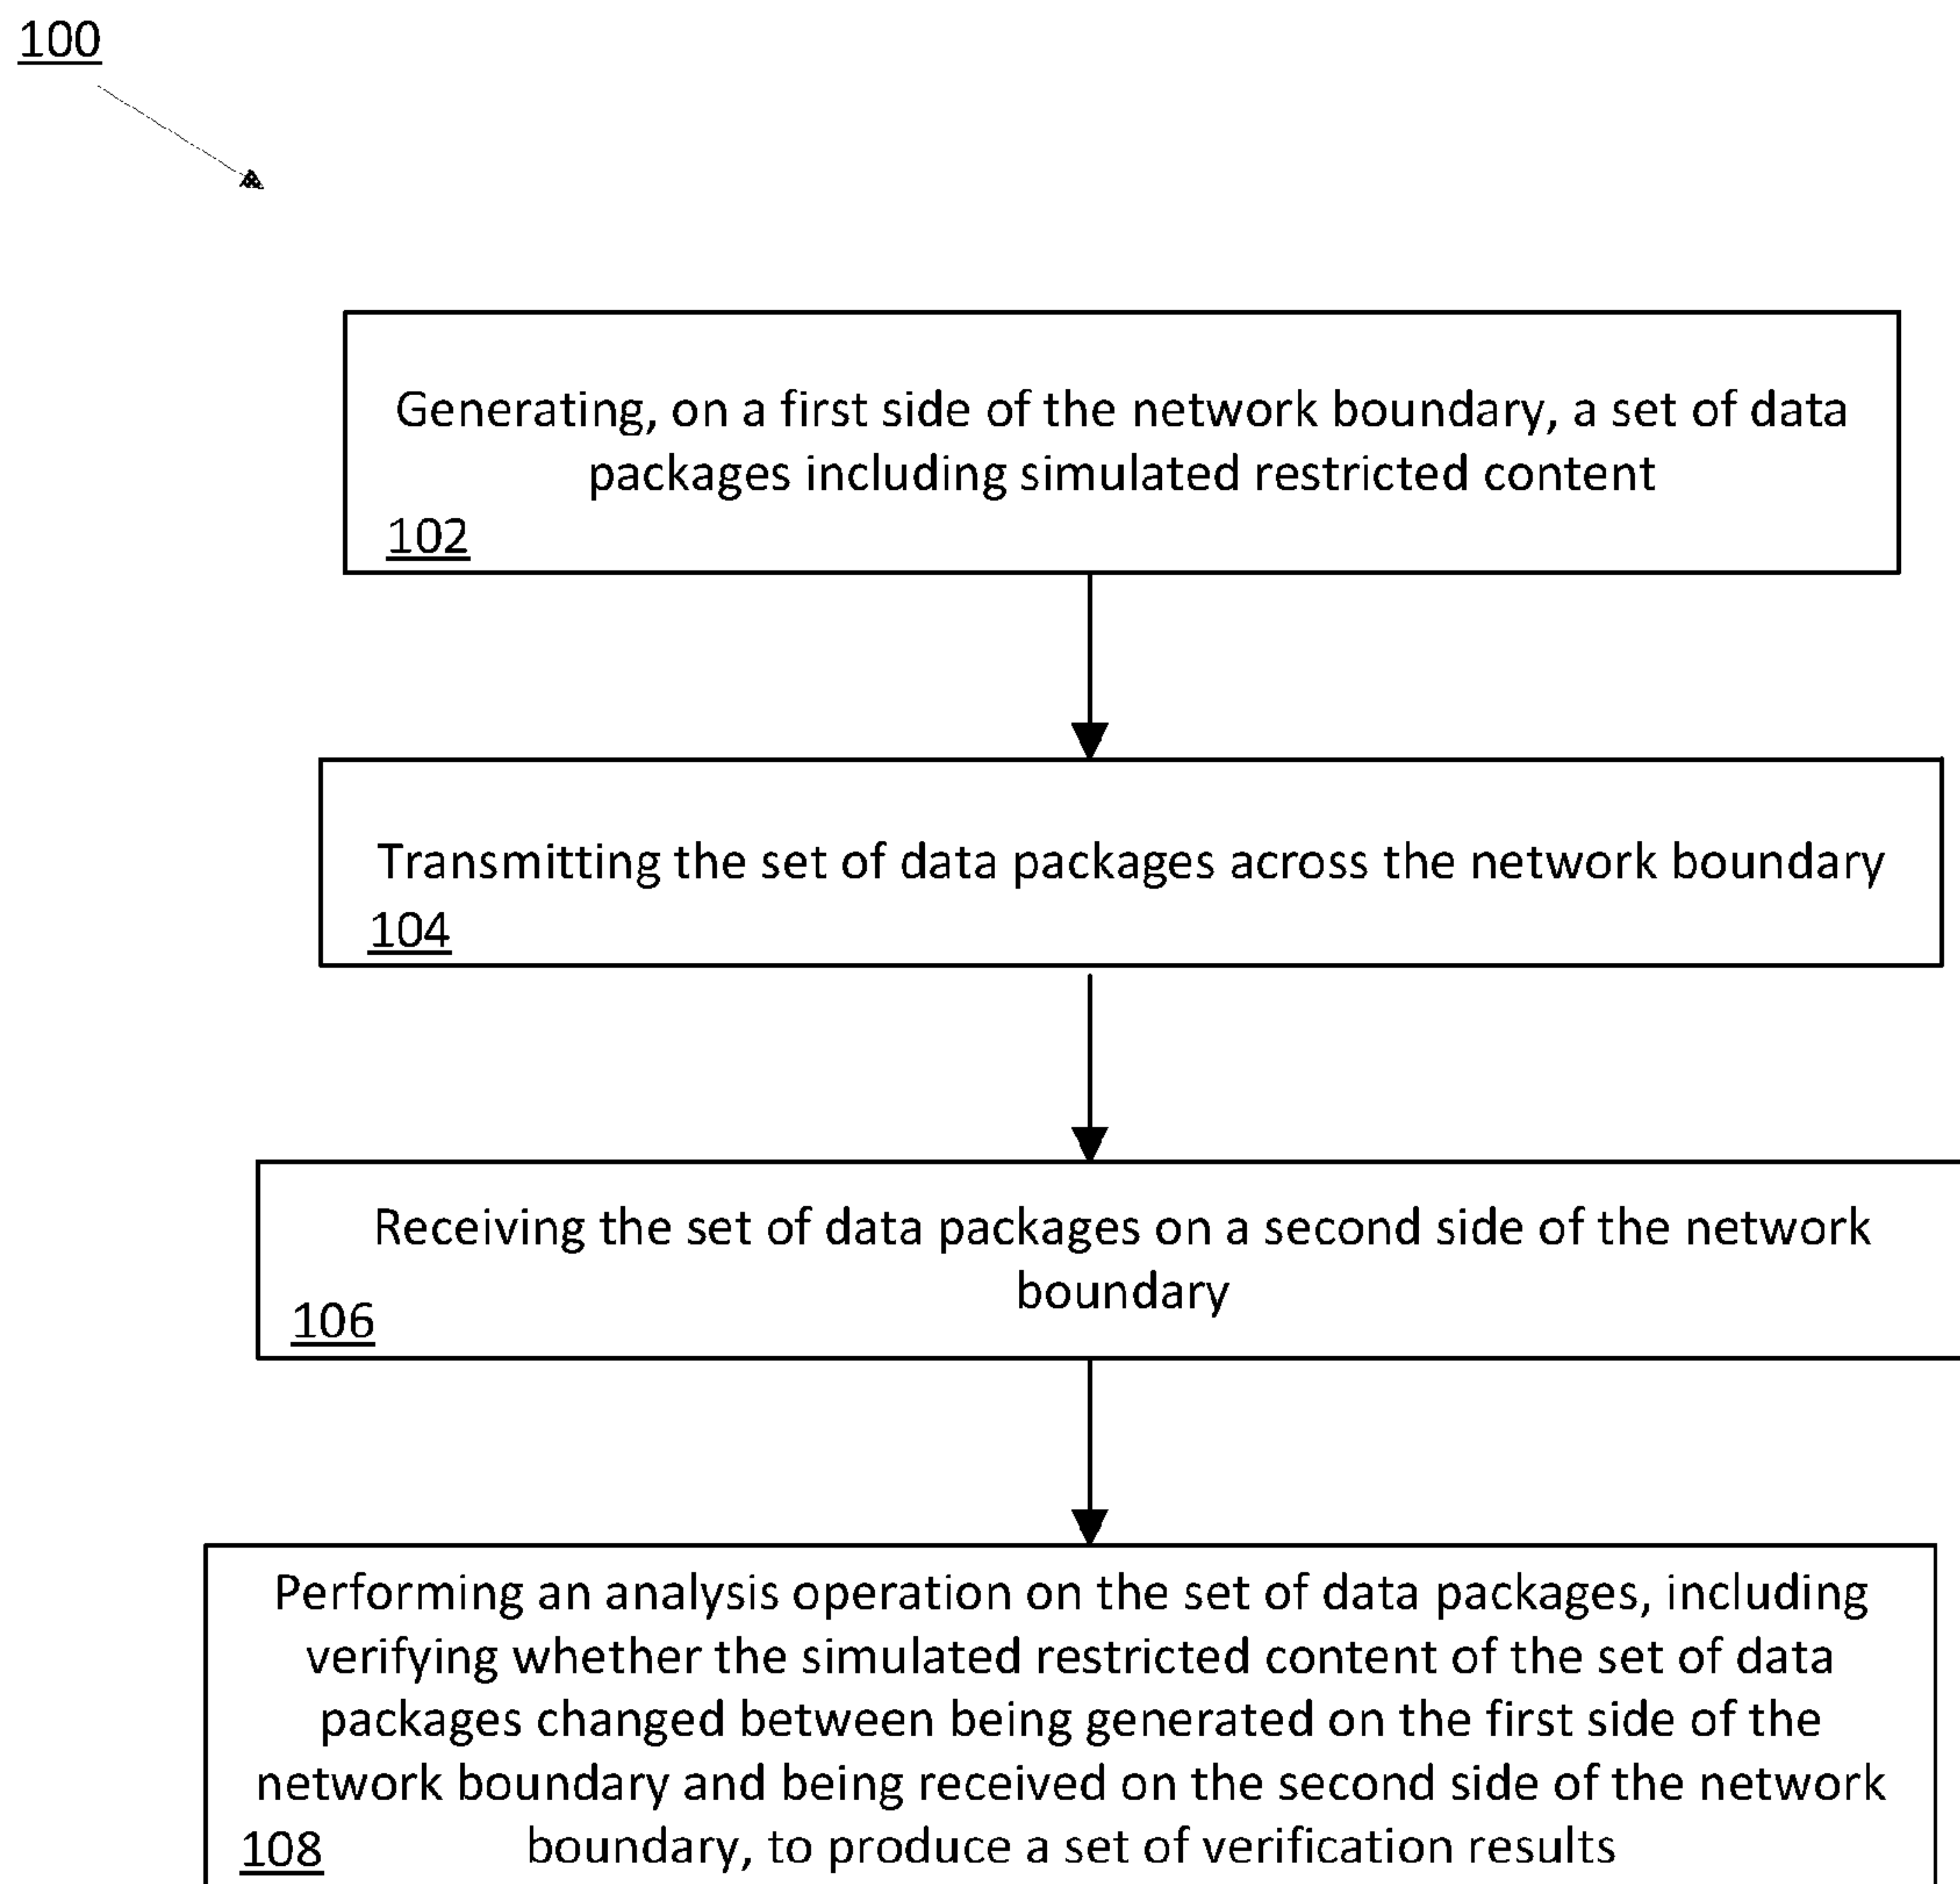 100
Generating, on a first side of the network boundary, a set of data
packages including simulated restricted content
102
Transmitting the set of data packages across the network boundary
104
Receiving the set of data packages on a second side of the network
boundary
106
Performing an analysis operation on the set of data packages, including
verifying whether the simulated restricted content of the set of data
packages changed between being generated on the first side of the
network boundary and being received on the second side of the network
108 boundary, to produce a set of verification results